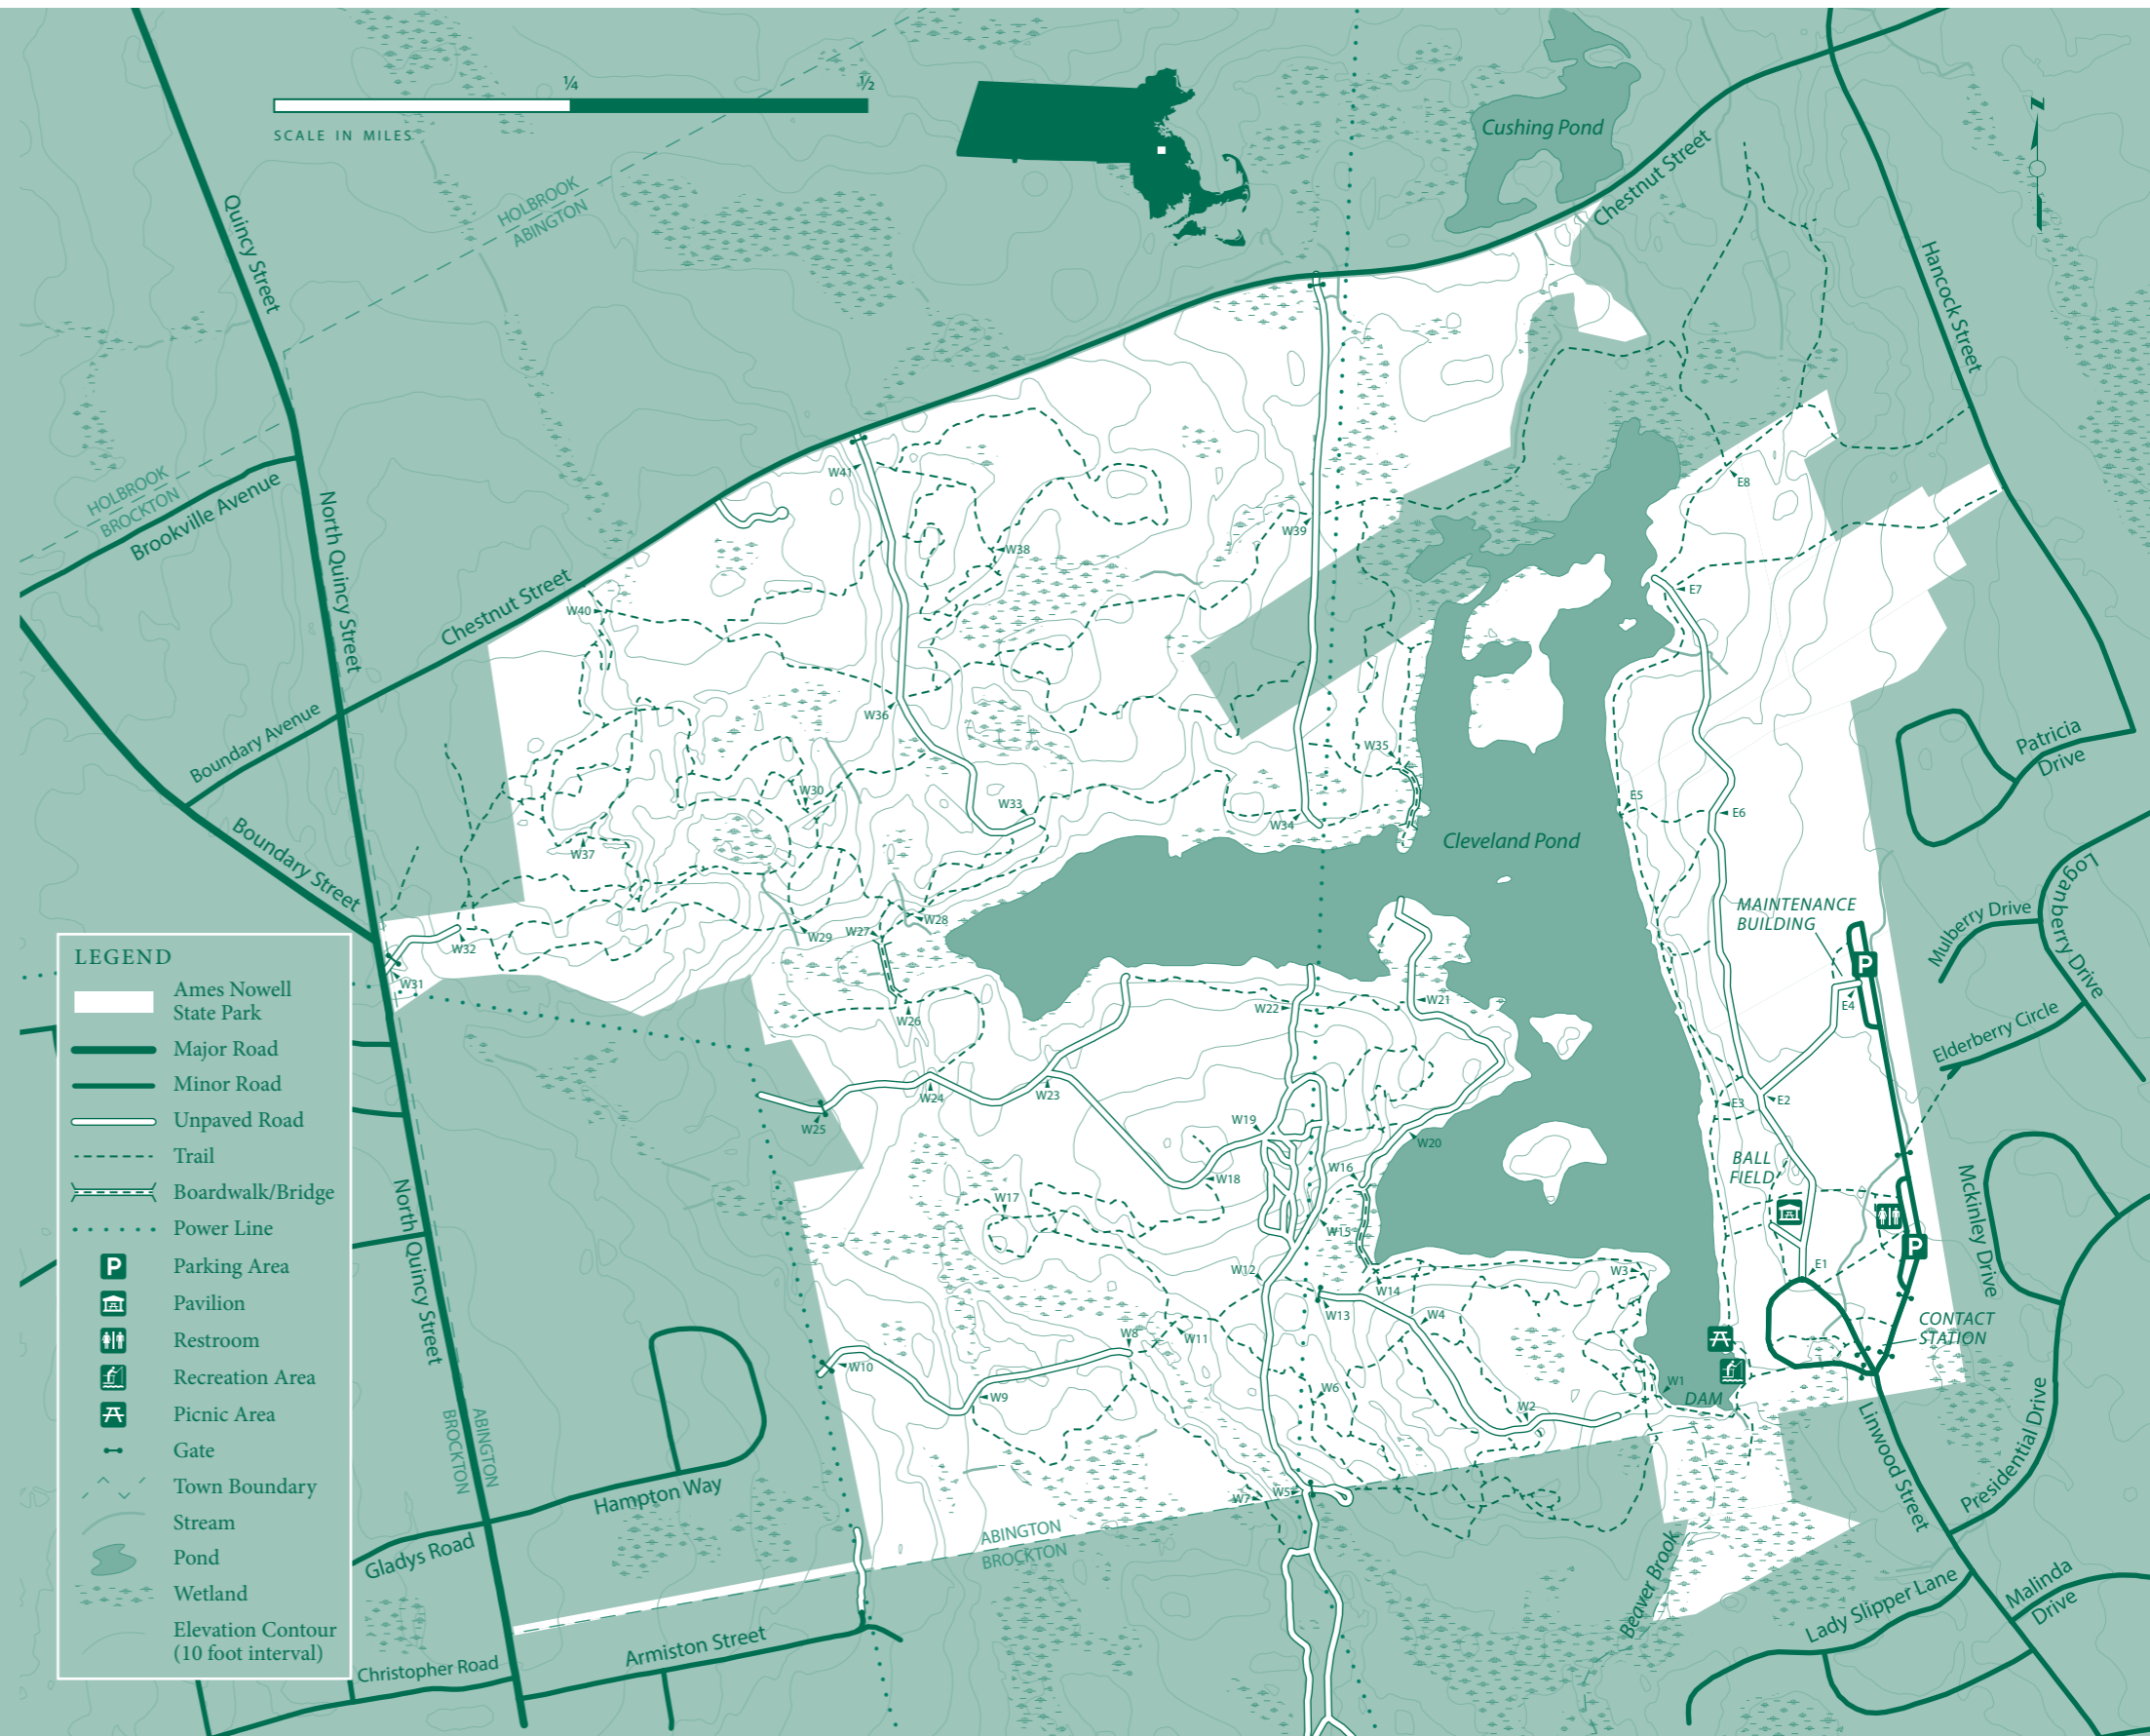 ¼
½
SCALE IN MILES
N
Cushing Pond
Chestnut Street
Hancock Street
Quincy Street
HOLBROOK
ABINGTON
HOLBROOK
BROCKTON
Brookville Avenue
North Quincy Street
Chestnut Street
Boundary Avenue
Boundary Street
W41
W38
W39
W40
W36
W35
W30
W33
W34
W37
W28
W27
W29
W32
W31
W26
W22
W21
W24
W23
W25
W19
W20
W18
W16
W17
W15
W12
W14
W3
W13
W4
W8
W11
W10
W9
W6
W1
W2
W7
W5
E8
E7
E5
E6
E4
E3
E2
E1
Cleveland Pond
MAINTENANCE
BUILDING
P
BALL
FIELD
P
CONTACT
STATION
DAM
Patricia
Drive
Loganberry Drive
Mulberry Drive
Elderberry Circle
Mckinley Drive
Presidential Drive
Linwood Street
Lady Slipper Lane
Malinda
Drive
Beaver Brook
ABINGTON
BROCKTON
North Quincy Street
BROCKTON
ABINGTON
Hampton Way
Gladys Road
Armiston Street
Christopher Road
LEGEND
Ames Nowell
State Park
Major Road
Minor Road
Unpaved Road
Trail
Boardwalk/Bridge
Power Line
P
Parking Area
Pavilion
Restroom
Recreation Area
Picnic Area
Gate
Town Boundary
Stream
Pond
Wetland
Elevation Contour
(10 foot interval)